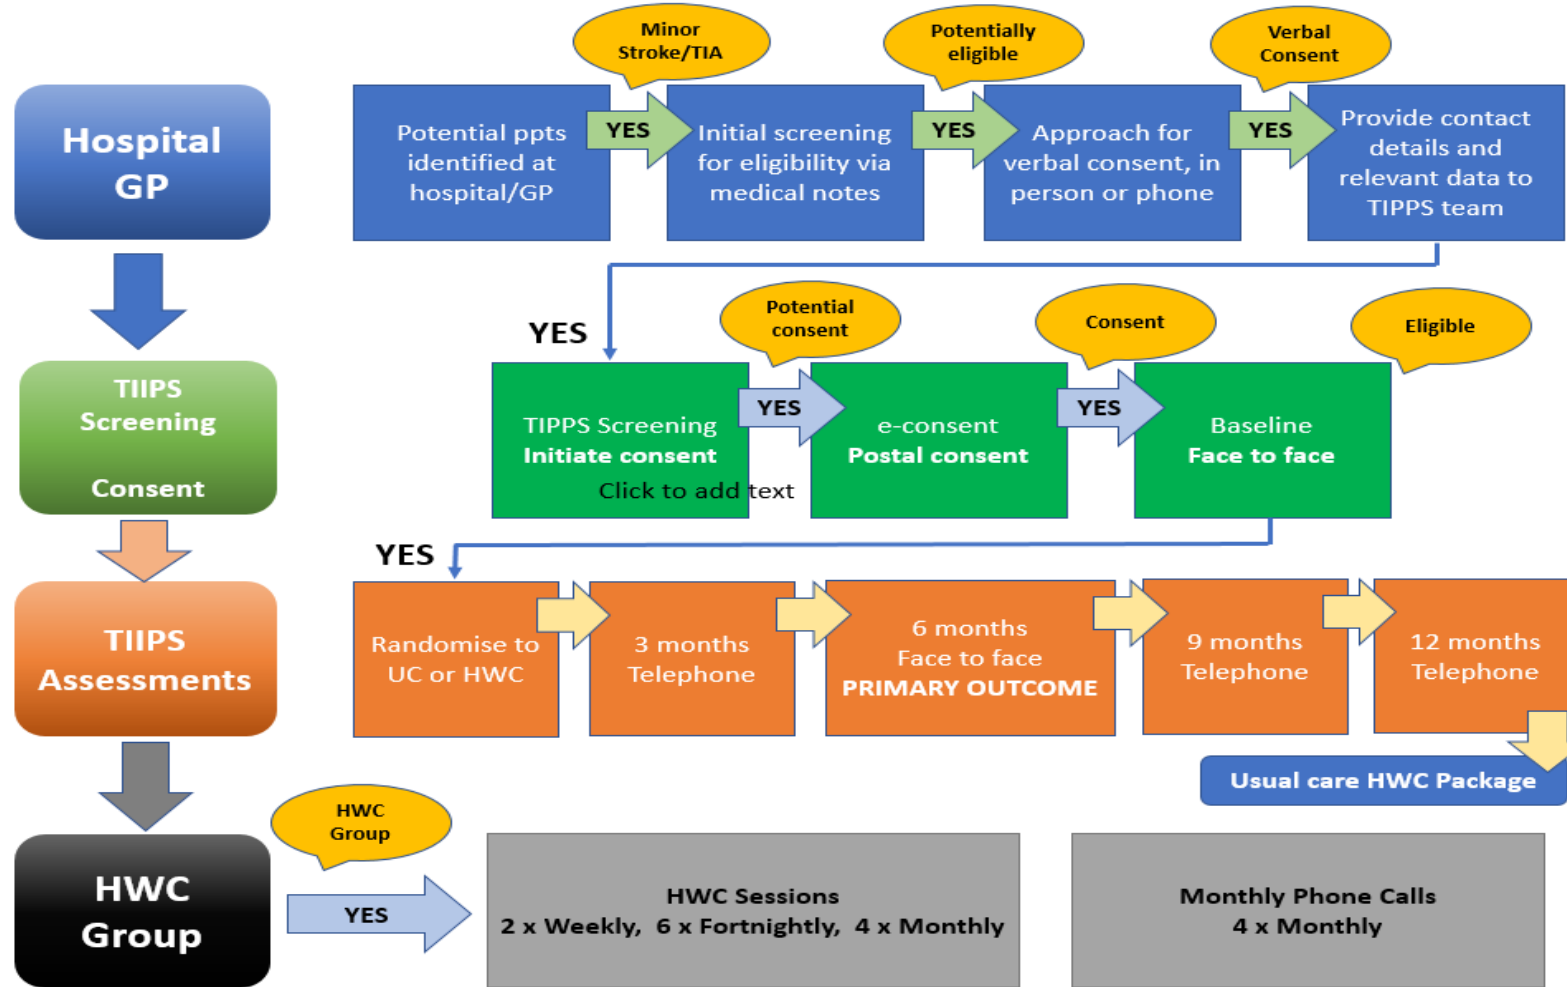 Minor
Stroke/TIA
Potentially
eligible
Verbal
Consent
Hospital
GP
Potential ppts
identified at
hospital/GP
YES
Initial screening
for eligibility via
medical notes
YES
Approach for
verbal consent, in
person or phone
YES
Provide contact
details and
relevant data to
TIPPS team
Potential
consent
Consent
Eligible
YES
TIIPS
Screening
Consent
TIPPS Screening
Initiate consent
Click to add text
YES
e-consent
Postal consent
YES
Baseline
Face to face
YES
TIIPS
Assessments
Randomise to
UC or HWC
3 months
Telephone
6 months
Face to face
PRIMARY OUTCOME
9 months
Telephone
12 months
Telephone
Usual care HWC Package
HWC
Group
HWC
Group
YES
HWC Sessions
2 x Weekly, 6 x Fortnightly, 4 x Monthly
Monthly Phone Calls
4 x Monthly